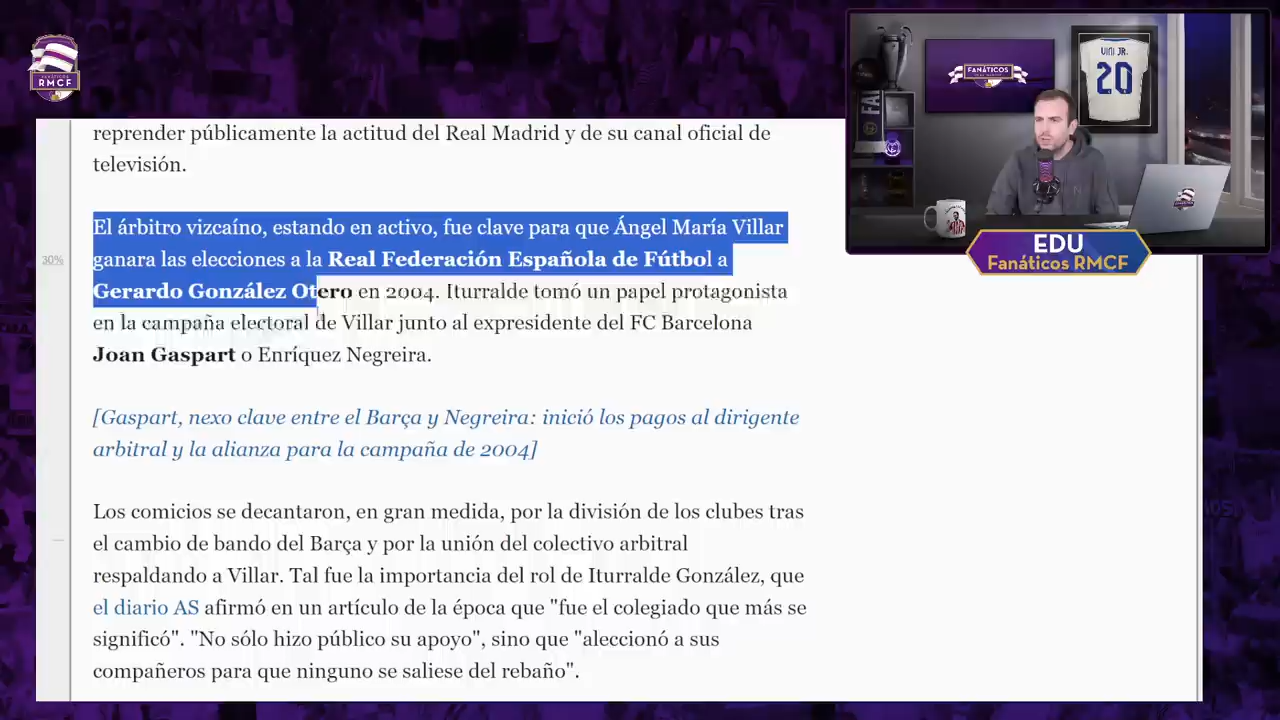 FANÁTICOS
RMCF
FANÁTICOS
VINI JR.
20
EDU
Fanáticos RMCF
reprender públicamente la actitud del Real Madrid y de su canal oficial de
televisión.
El árbitro vizcaíno, estando en activo, fue clave para que Ángel María Villar
ganara las elecciones a la Real Federación Española de Fútbol a
Gerardo González Otero en 2004. Iturralde tomó un papel protagonista
30%
en la campaña electoral de Villar junto al expresidente del FC Barcelona
Joan Gaspart o Enríquez Negreira.
[Gaspart, nexo clave entre el Barça y Negreira: inició los pagos al dirigente
arbitral y la alianza para la campaña de 2004]
Los comicios se decantaron, en gran medida, por la división de los clubes tras
el cambio de bando del Barça y por la unión del colectivo arbitral
respaldando a Villar. Tal fue la importancia del rol de Iturralde González, que
el diario AS afirmó en un artículo de la época que "fue el colegiado que más se
significó". "No sólo hizo público su apoyo", sino que "aleccionó a sus
compañeros para que ninguno se saliese del rebaño".